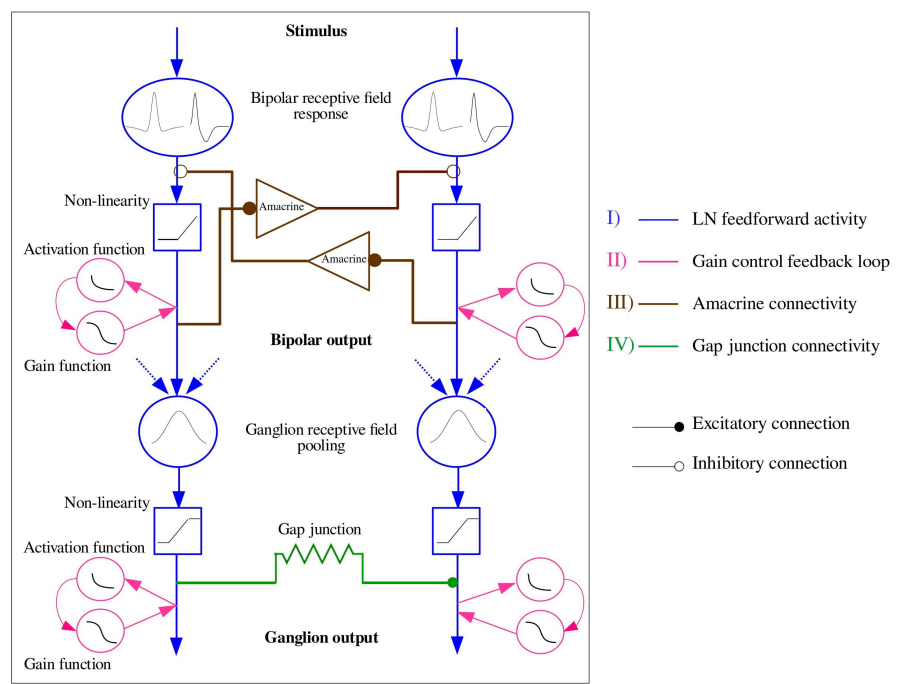 Stimulus
Bipolar receptive field
response
Non-linearity
Amacrine
Activation function
Amacrine
Bipolar output
Gain function
Ganglion receptive field
pooling
Non-linearity
Gap junction
Activation function
Ganglion output
Gain function
I) LN feedforward activity
II) Gain control feedback loop
III) Amacrine connectivity
IV) Gap junction connectivity
Excitatory connection
Inhibitory connection